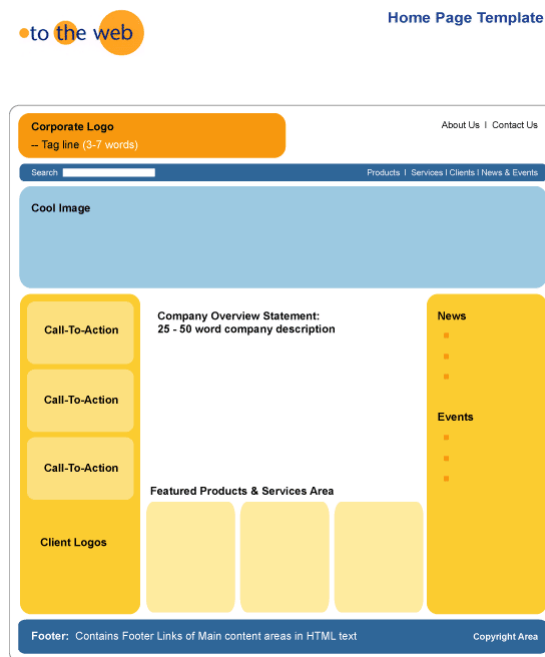 to the web
Home Page Template
Corporate Logo
-- Tag line (3-7 words)
About Us I Contact Us
Search
Products I Services I Clients I News & Events
Cool Image
Call-To-Action
Call-To-Action
Call-To-Action
Client Logos
Company Overview Statement:
25 - 50 word company description
Featured Products & Services Area
News
Events
Footer: Contains Footer Links of Main content areas in HTML text
Copyright Area